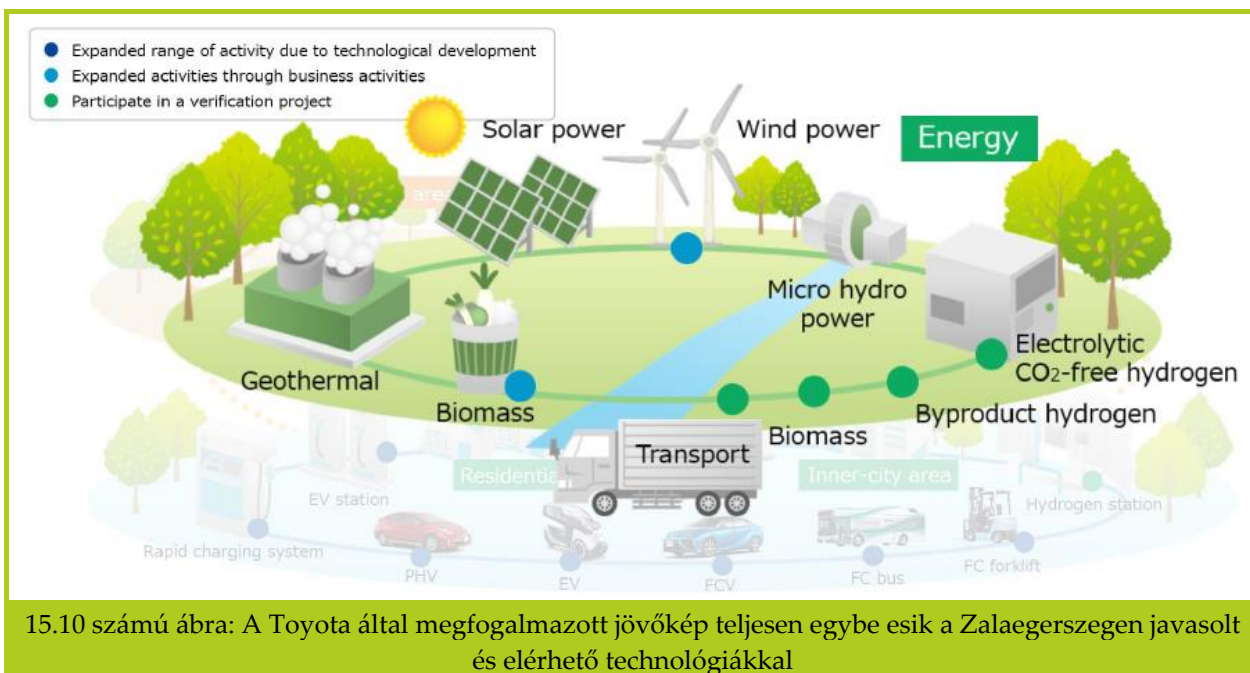 Expanded range of activity due to technological development
Expanded activities through business activities
Participate in a verification project
Solar power
Wind power
Energy
area
Geothermal
Biomass
Micro hydro
power
Electrolytic
CO2-free hydrogen
Byproduct hydrogen
Biomass
Transport
Residentia
Inner-city area
EV station
Hydrogen station
Rapid charging system
PHV
EV
FCV
FC bus
FC forklift
15.10 számú ábra: A Toyota által megfogalmazott jövőkép teljesen egybe esik a Zalaegerszegen javasolt
és elérhető technológiákkal